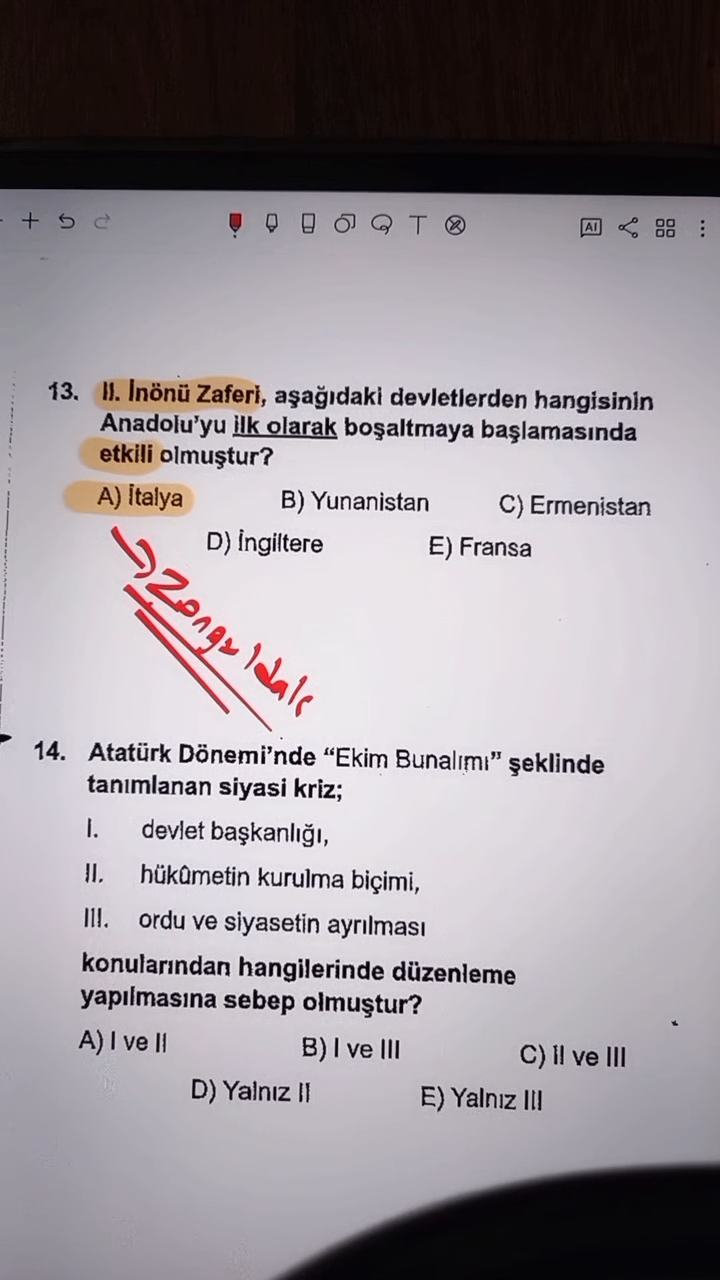 13. II. İnönü Zaferi, aşağıdaki devletlerden hangisinin
Anadolu'yu ilk olarak boşaltmaya başlamasında
etkili olmuştur?
A) İtalya B) Yunanistan C) Ermenistan
D) İngiltere E) Fransa
14. Atatürk Dönemi'nde “Ekim Bunalımı” şeklinde
tanımlanan siyasi kriz;
I. devlet başkanlığı,
II. hükûmetin kurulma biçimi,
III. ordu ve siyasetin ayrılması
konularından hangilerinde düzenleme
yapılmasına sebep olmuştur?
A) I ve II B) I ve III C) II ve III
D) Yalnız II E) Yalnız III
T
AI